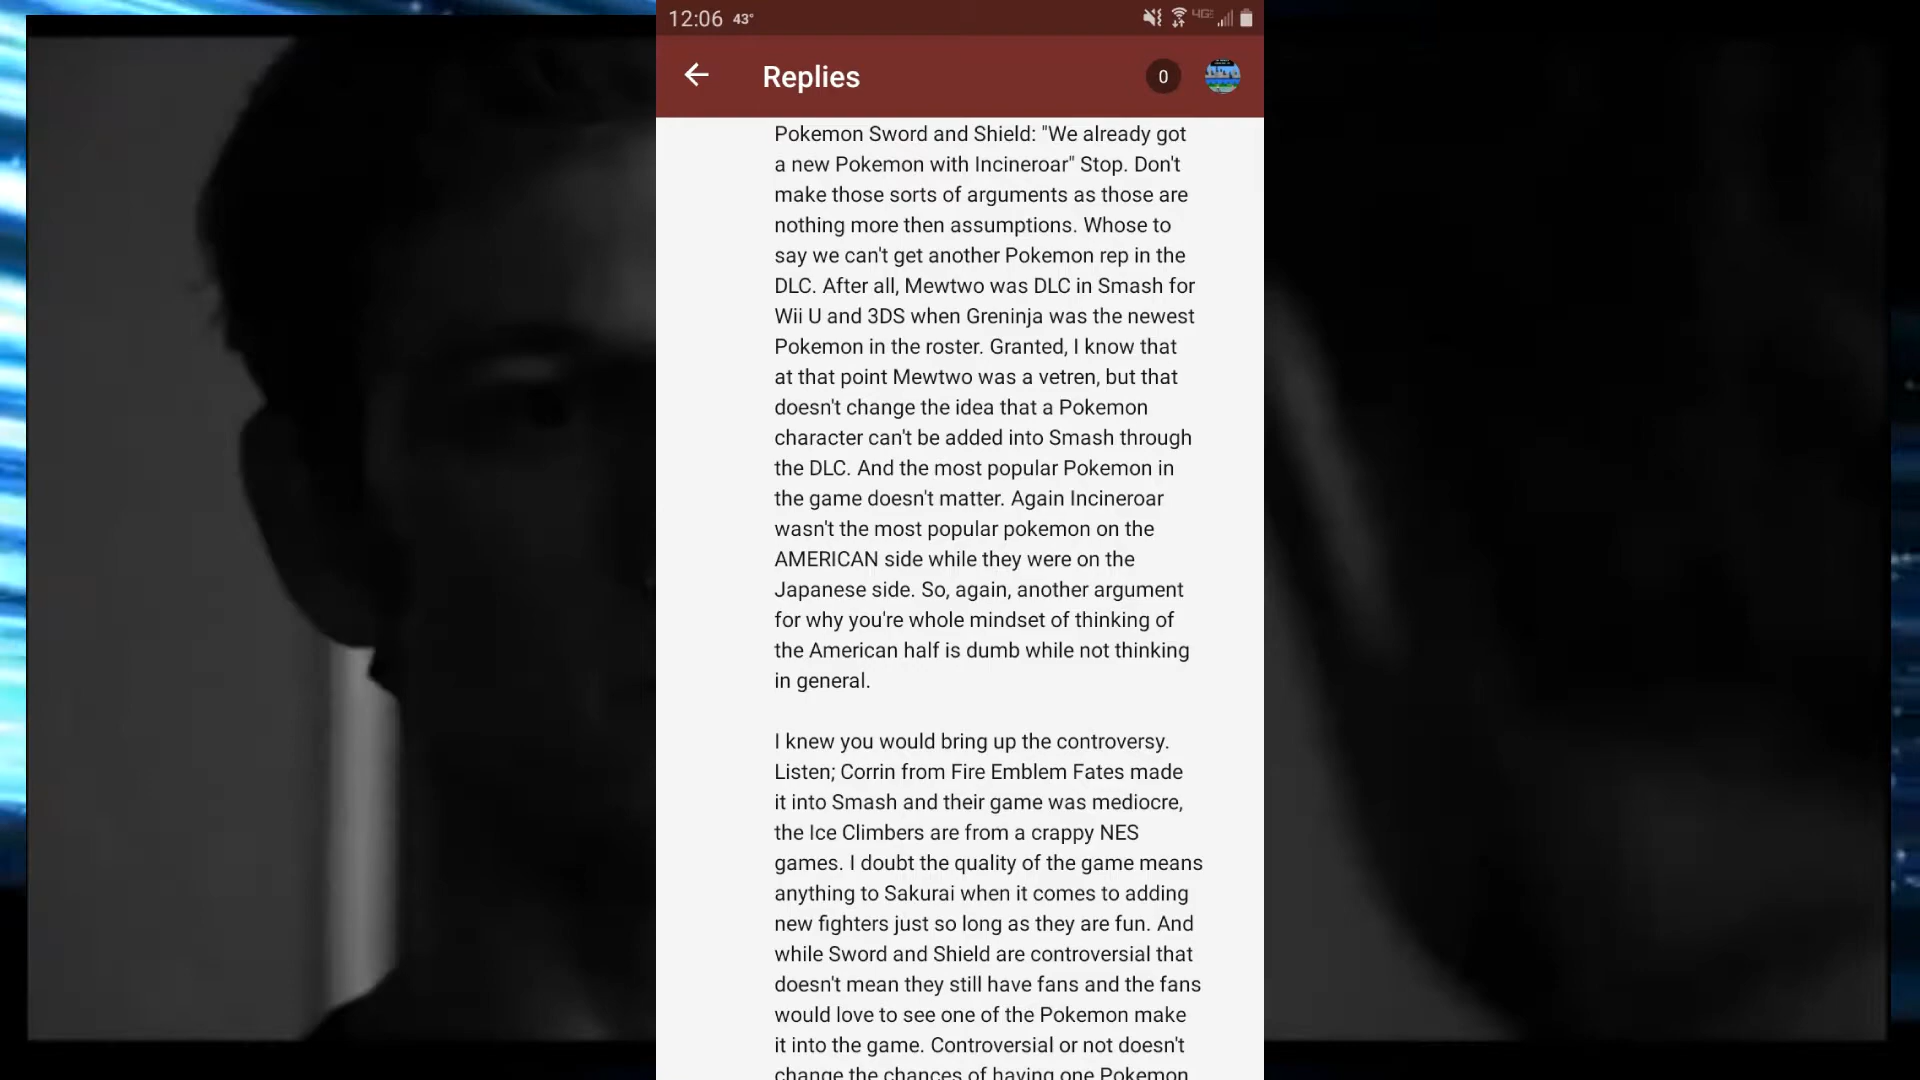 12:06 43°
4GE
Replies
0
Pokemon Sword and Shield: "We already got
a new Pokemon with Incineroar" Stop. Don't
make those sorts of arguments as those are
nothing more then assumptions. Whose to
say we can't get another Pokemon rep in the
DLC. After all, Mewtwo was DLC in Smash for
Wii U and 3DS when Greninja was the newest
Pokemon in the roster. Granted, I know that
at that point Mewtwo was a vetren, but that
doesn't change the idea that a Pokemon
character can't be added into Smash through
the DLC. And the most popular Pokemon in
the game doesn't matter. Again Incineroar
wasn't the most popular pokemon on the
AMERICAN side while they were on the
Japanese side. So, again, another argument
for why you're whole mindset of thinking of
the American half is dumb while not thinking
in general.
I knew you would bring up the controversy.
Listen; Corrin from Fire Emblem Fates made
it into Smash and their game was mediocre,
the Ice Climbers are from a crappy NES
games. I doubt the quality of the game means
anything to Sakurai when it comes to adding
new fighters just so long as they are fun. And
while Sword and Shield are controversial that
doesn't mean they still have fans and the fans
would love to see one of the Pokemon make
it into the game. Controversial or not doesn't
change the chances of having one Pokemon